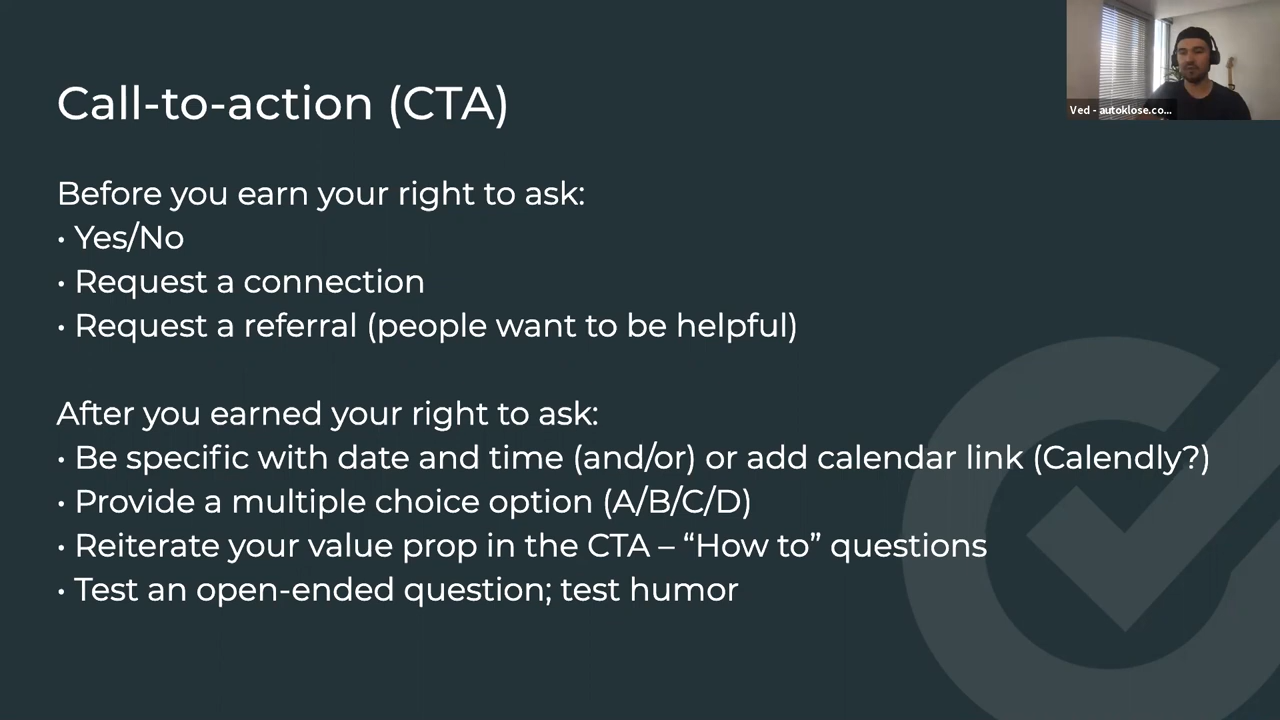 Call-to-action (CTA)
Before you earn your right to ask:
• Yes/No
• Request a connection
• Request a referral (people want to be helpful)
After you earned your right to ask:
• Be specific with date and time (and/or) or add calendar link (Calendly?)
• Provide a multiple choice option (A/B/C/D)
• Reiterate your value prop in the CTA – “How to” questions
• Test an open-ended question; test humor
Ved - autoklose.co...